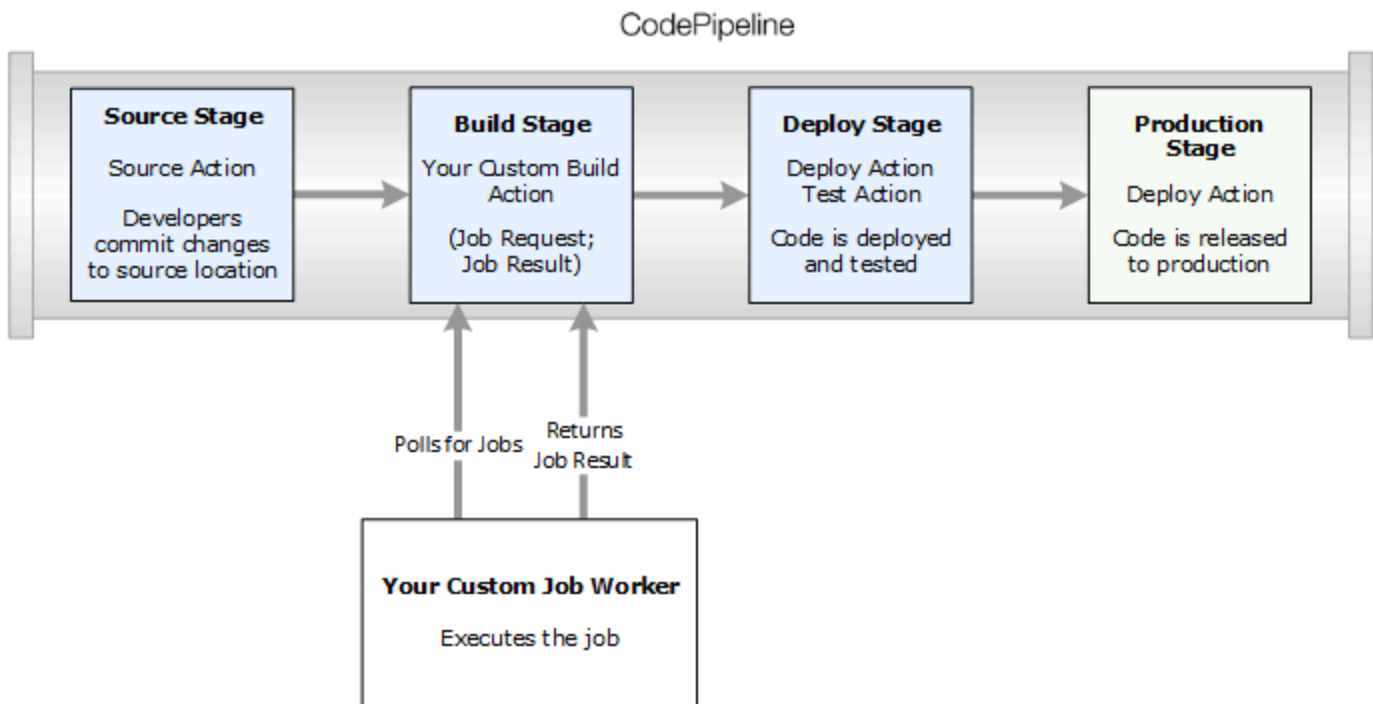 CodePipeline
Source Stage
Source Action
Developers
commit changes
to source location
Build Stage
Your Custom Build
Action
(Job Request;
Job Result)
Deploy Stage
Deploy Action
Test Action
Code is deployed
and tested
Production
Stage
Deploy Action
Code is released
to production
Polls for Jobs
Returns
Job Result
Your Custom Job Worker
Executes the job